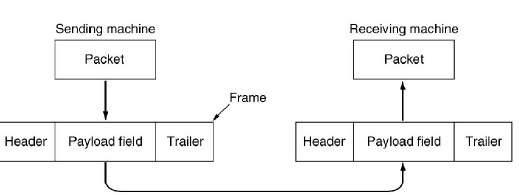 Sending machine
Receiving machine
Packet
Packet
Frame
Header Payload field Trailer
Header Payload field Trailer